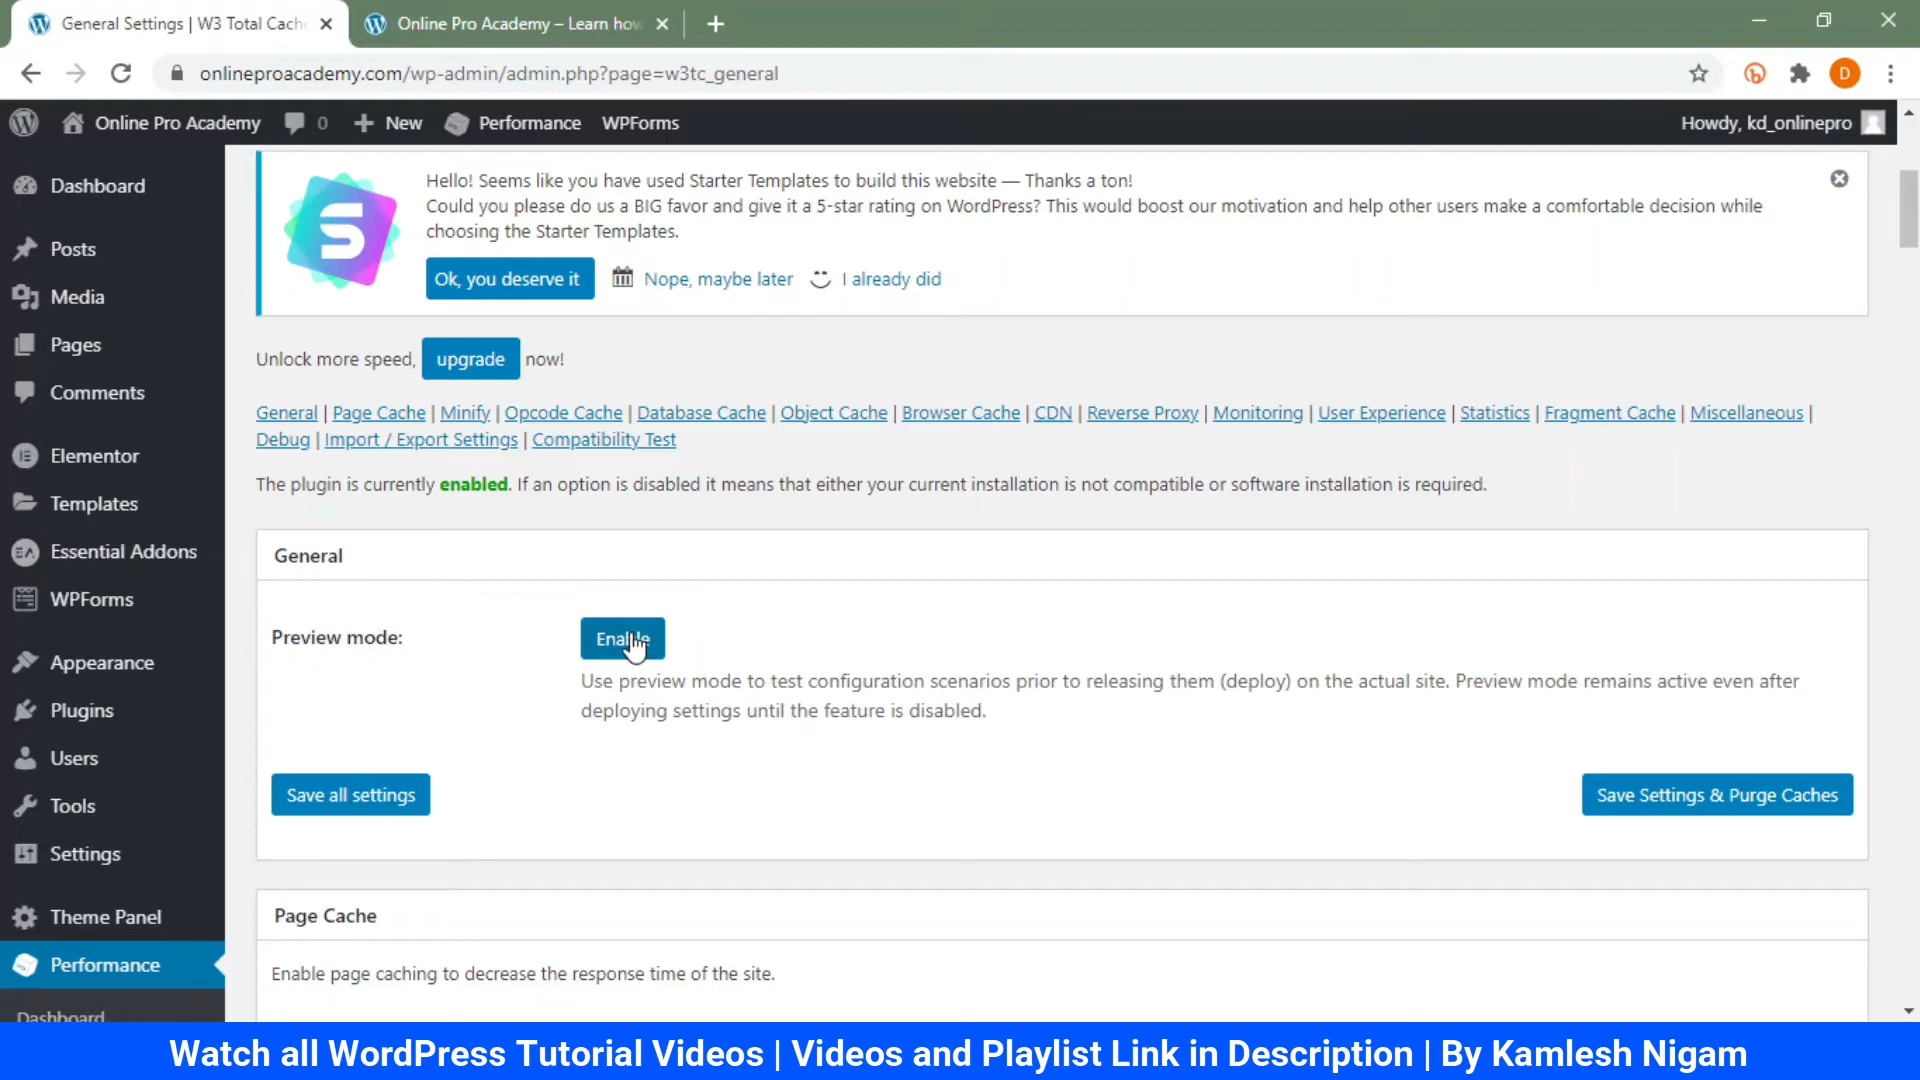 General Settings | W3 Total Cach
Online Pro Academy – Learn how
onlineproacademy.com/wp-admin/admin.php?page=w3tc_general
D
Online Pro Academy 0 New Performance WPForms
Howdy, kd_onlinepro
Dashboard
Posts
Media
Pages
Comments
Elementor
Templates
Essential Addons
WPForms
Appearance
Plugins
Users
Tools
Settings
Theme Panel
Performance
Dashboard
Hello! Seems like you have used Starter Templates to build this website — Thanks a ton!
Could you please do us a BIG favor and give it a 5-star rating on WordPress? This would boost our motivation and help other users make a comfortable decision while
choosing the Starter Templates.
Ok, you deserve it Nope, maybe later I already did
Unlock more speed, upgrade now!
General | Page Cache | Minify | Opcode Cache | Database Cache | Object Cache | Browser Cache | CDN | Reverse Proxy | Monitoring | User Experience | Statistics | Fragment Cache | Miscellaneous |
Debug | Import / Export Settings | Compatibility Test
The plugin is currently enabled. If an option is disabled it means that either your current installation is not compatible or software installation is required.
General
Preview mode:
Enable
Use preview mode to test configuration scenarios prior to releasing them (deploy) on the actual site. Preview mode remains active even after
deploying settings until the feature is disabled.
Save all settings
Save Settings & Purge Caches
Page Cache
Enable page caching to decrease the response time of the site.
Watch all WordPress Tutorial Videos | Videos and Playlist Link in Description | By Kamlesh Nigam